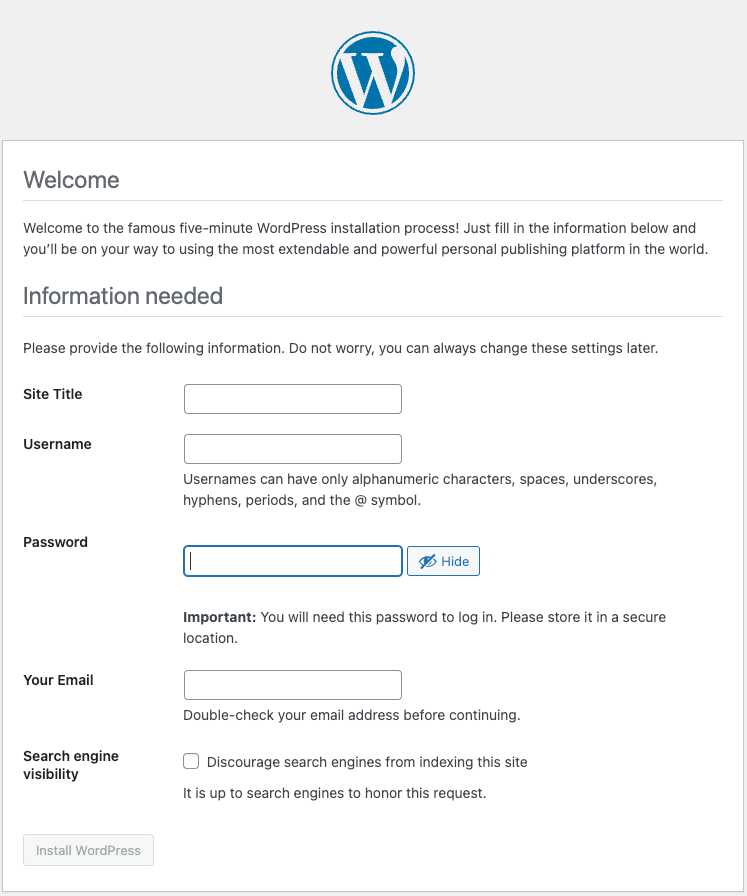 Welcome
Welcome to the famous five-minute WordPress installation process! Just fill in the information below and
you’ll be on your way to using the most extendable and powerful personal publishing platform in the world.
Information needed
Please provide the following information. Do not worry, you can always change these settings later.
Site Title
Username
Usernames can have only alphanumeric characters, spaces, underscores,
hyphens, periods, and the @ symbol.
Password
Hide
Important: You will need this password to log in. Please store it in a secure
location.
Your Email
Double-check your email address before continuing.
Search engine
visibility
Discourage search engines from indexing this site
It is up to search engines to honor this request.
Install WordPress